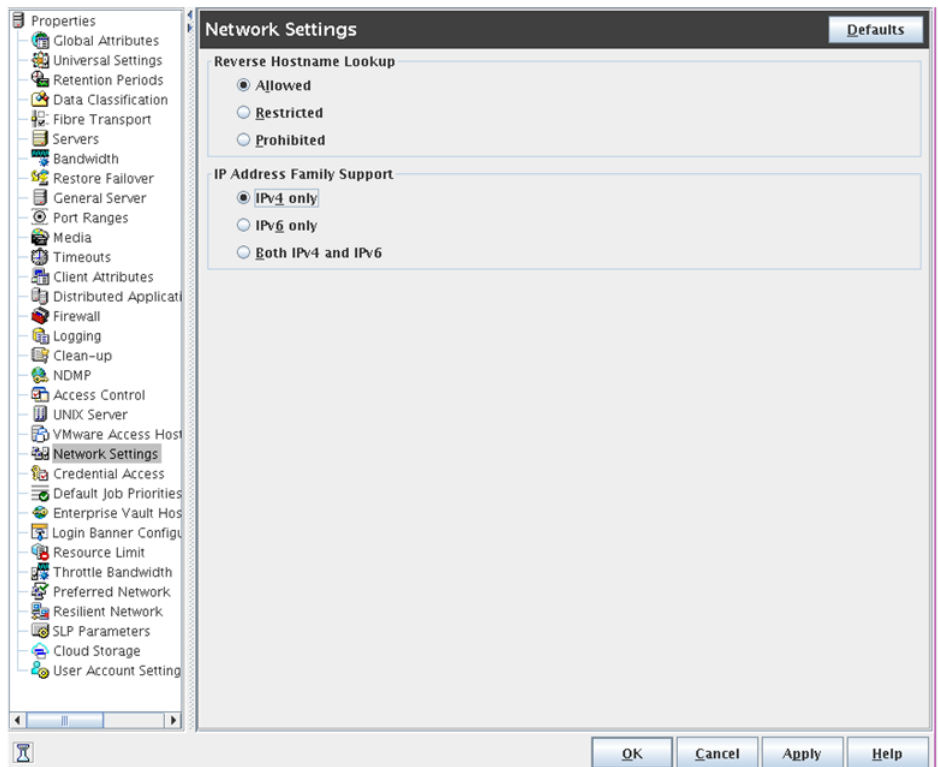 Properties
Global Attributes
Universal Settings
Retention Periods
Data Classification
Fibre Transport
Servers
Bandwidth
Restore Failover
General Server
Port Ranges
Media
Timeouts
Client Attributes
Distributed Applicati
Firewall
Logging
Clean-up
NDMP
Access Control
UNIX Server
VMware Access Host
Network Settings
Credential Access
Default Job Priorities
Enterprise Vault Hos
Login Banner Configu
Resource Limit
Throttle Bandwidth
Preferred Network
Resilient Network
SLP Parameters
Cloud Storage
User Account Setting
Network Settings
Defaults
Reverse Hostname Lookup
Allowed
Restricted
Prohibited
IP Address Family Support
IPv4 only
IPv6 only
Both IPv4 and IPv6
OK Cancel Apply Help